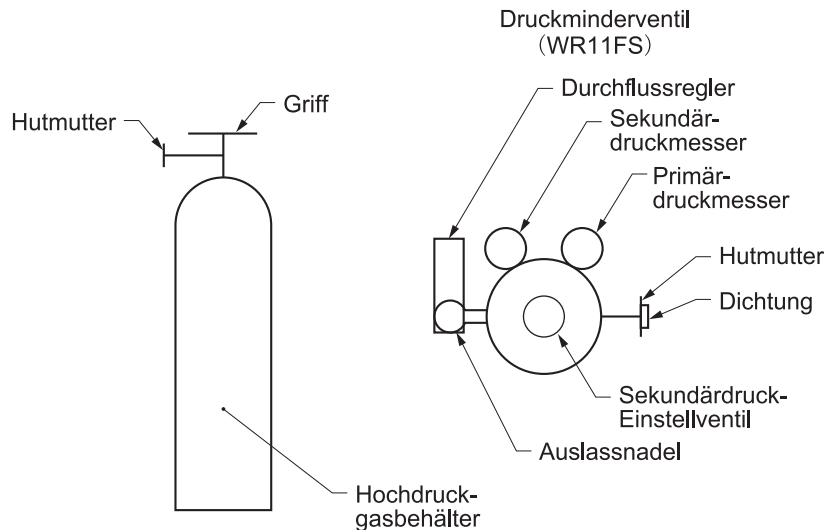 Druckminderventil
(WR11FS)
Durchflussregler
Griff
Hutmutter
Sekundär-
druckmesser
Primär-
druckmesser
Hutmutter
Dichtung
Sekundärdruck-
Einstellventil
Auslassnadel
Hochdruck-
gasbehälter